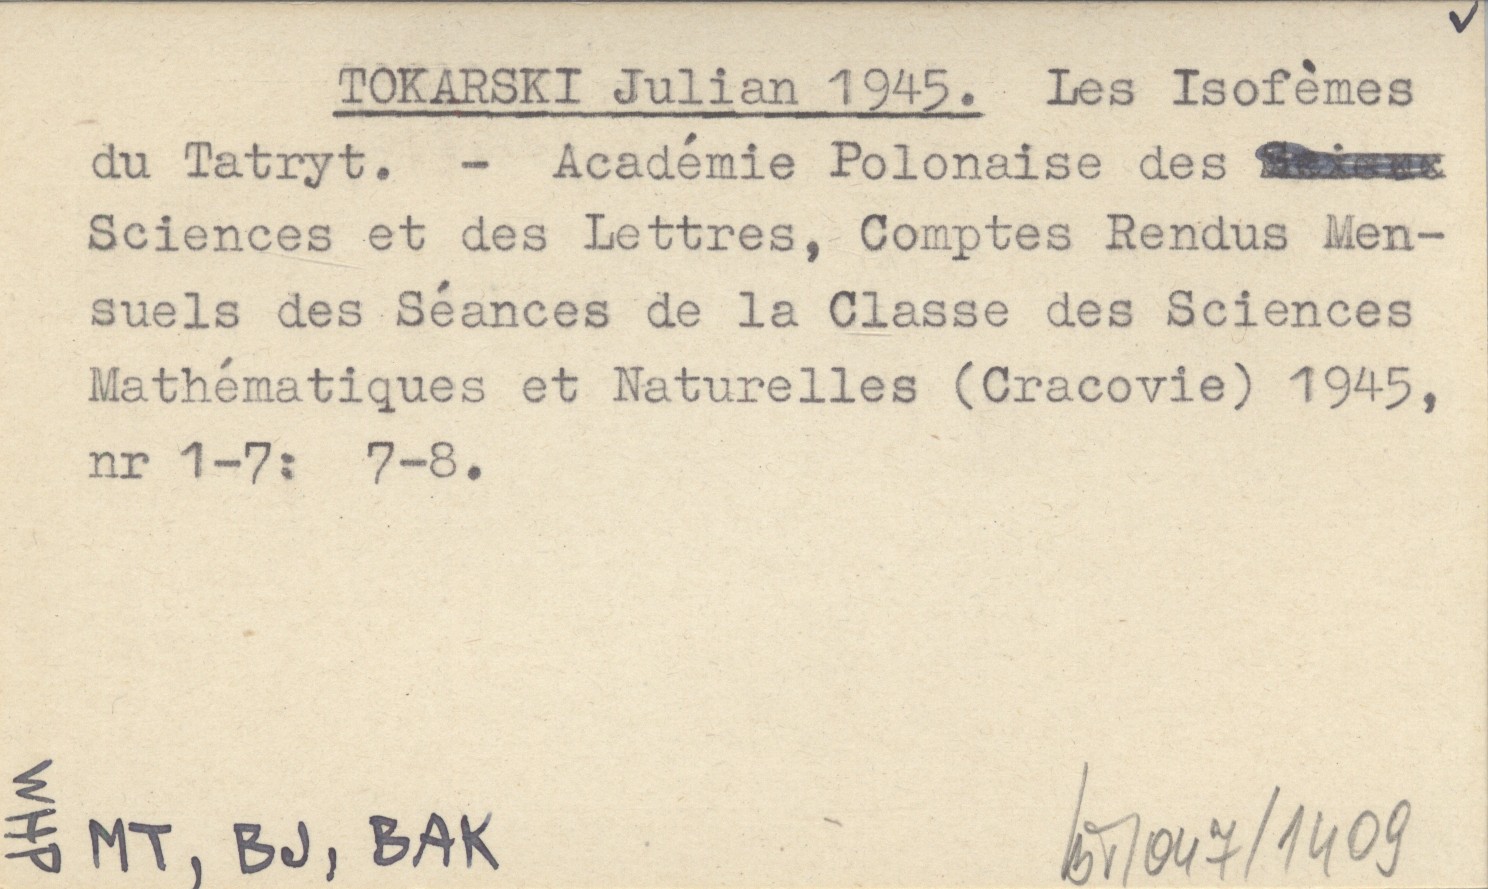 TOKARSKI Julian 1945. Les Isofèmes
du Tatryt. - Académie Polonaise des
Sciences et des Lettres, Comptes Rendus Men-
suels des Séances de la Classe des Sciences
Mathématiques et Naturelles (Cracovie) 1945,
nr 1-7: 7-8.
MT, BJ, BAK
047/1409